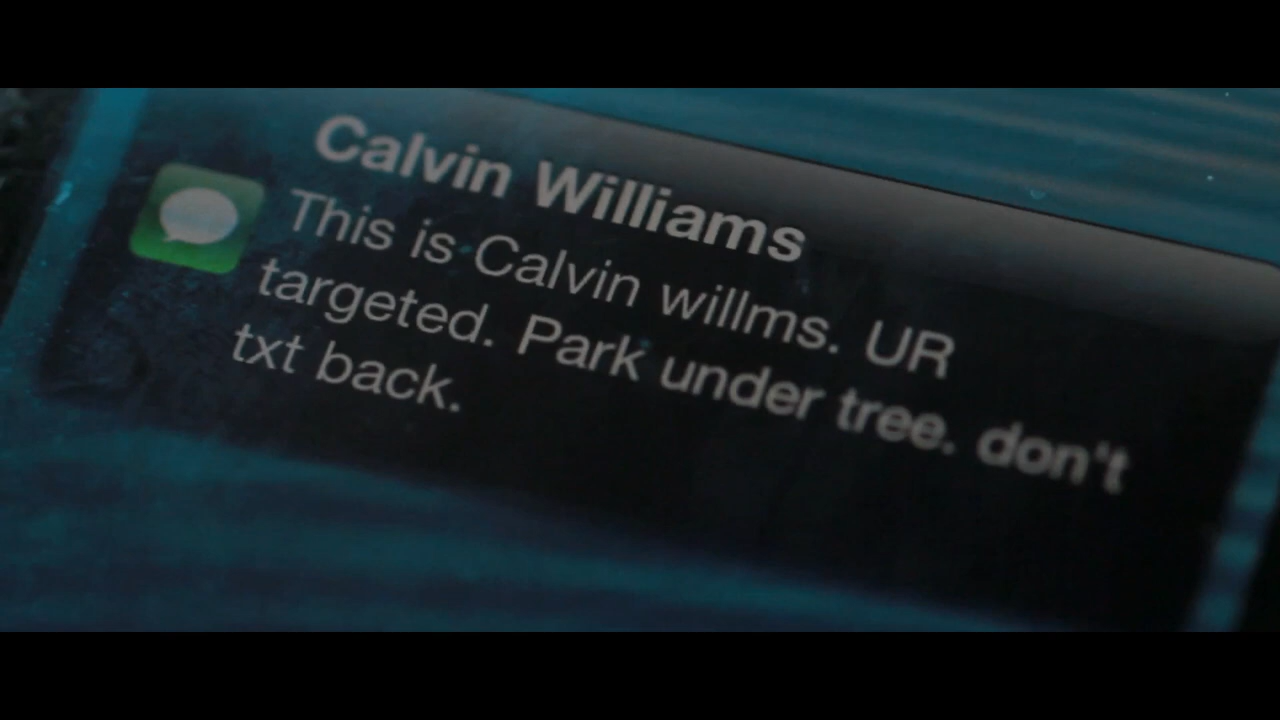 Calvin Williams
This is Calvin willms. UR
targeted. Park under tree. don't
txt back.